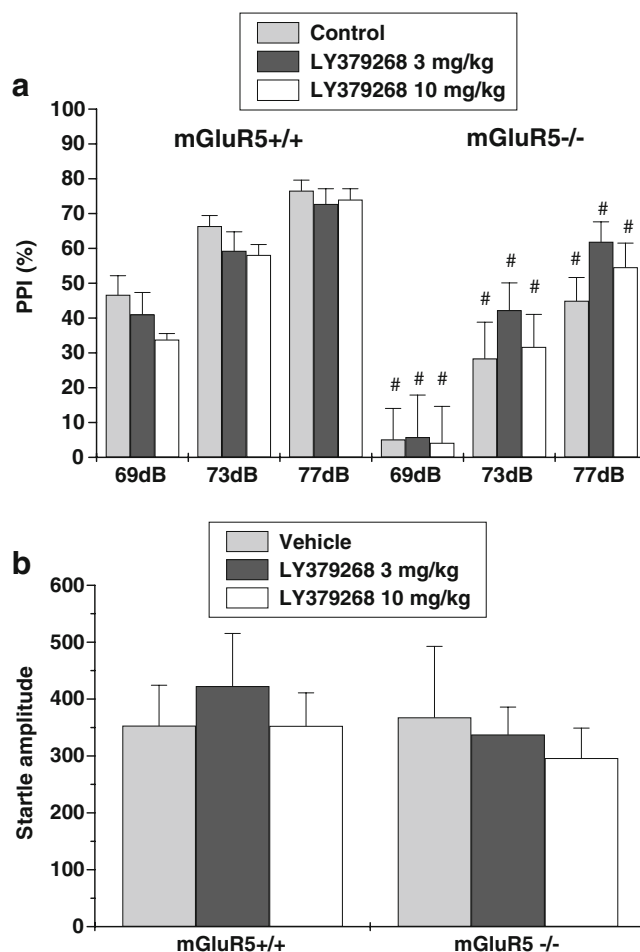 Control
LY379268 3 mg/kg
LY379268 10 mg/kg
a
mGluR5+/+ mGluR5-/-
PPI (%)
100
90
80
70
60
50
40
30
20
10
0
# # # # # # # # #
69dB 73dB 77dB 69dB 73dB 77dB
Vehicle
LY379268 3 mg/kg
LY379268 10 mg/kg
b
Startle amplitude
600
500
400
300
200
100
0
mGluR5+/+ mGluR5 -/-